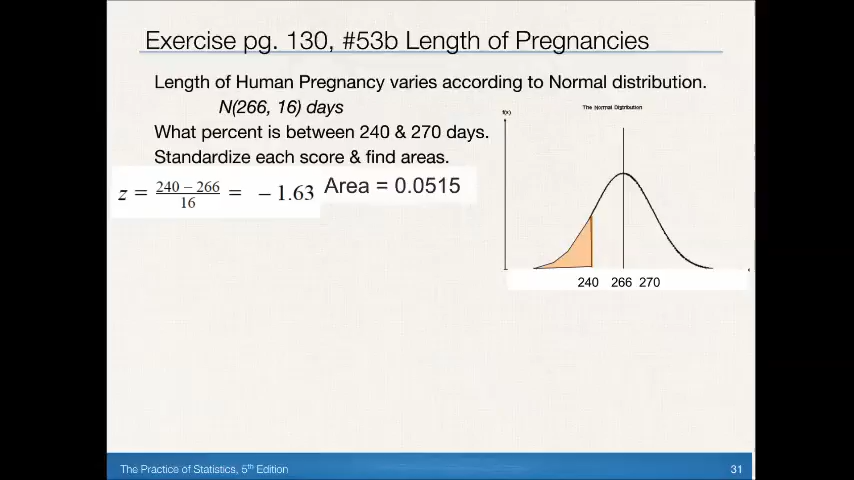 Exercise pg. 130, #53b Length of Pregnancies
Length of Human Pregnancy varies according to Normal distribution.
N(266, 16) days
What percent is between 240 & 270 days.
Standardize each score & find areas.
z = 240 – 266 / 16 = – 1.63 Area = 0.0515
The Normal Distribution
f(x)
240 266 270
The Practice of Statistics, 5th Edition
31